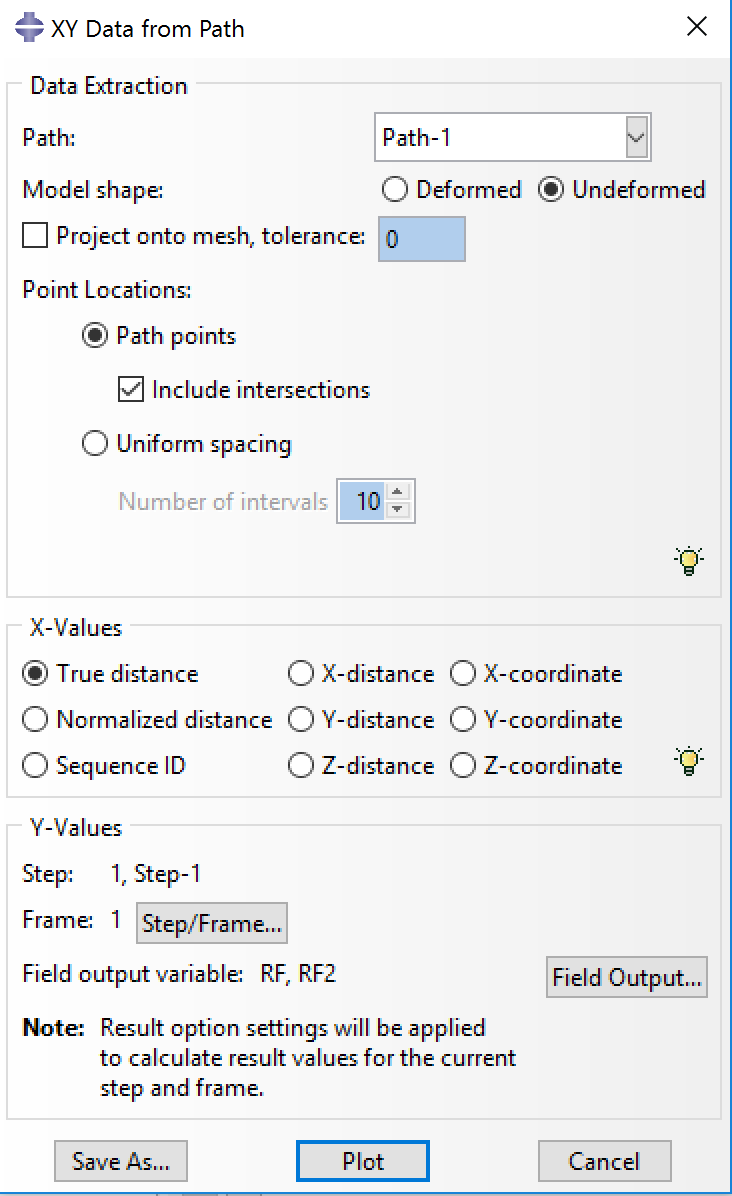 XY Data from Path
Data Extraction
Path: Path-1
Model shape: Deformed Undeformed
Project onto mesh, tolerance: 0
Point Locations:
Path points
Include intersections
Uniform spacing
Number of intervals 10
X-Values
True distance X-distance X-coordinate
Normalized distance Y-distance Y-coordinate
Sequence ID Z-distance Z-coordinate
Y-Values
Step: 1, Step-1
Frame: 1 Step/Frame...
Field output variable: RF, RF2 Field Output...
Note: Result option settings will be applied
to calculate result values for the current
step and frame.
Save As... Plot Cancel